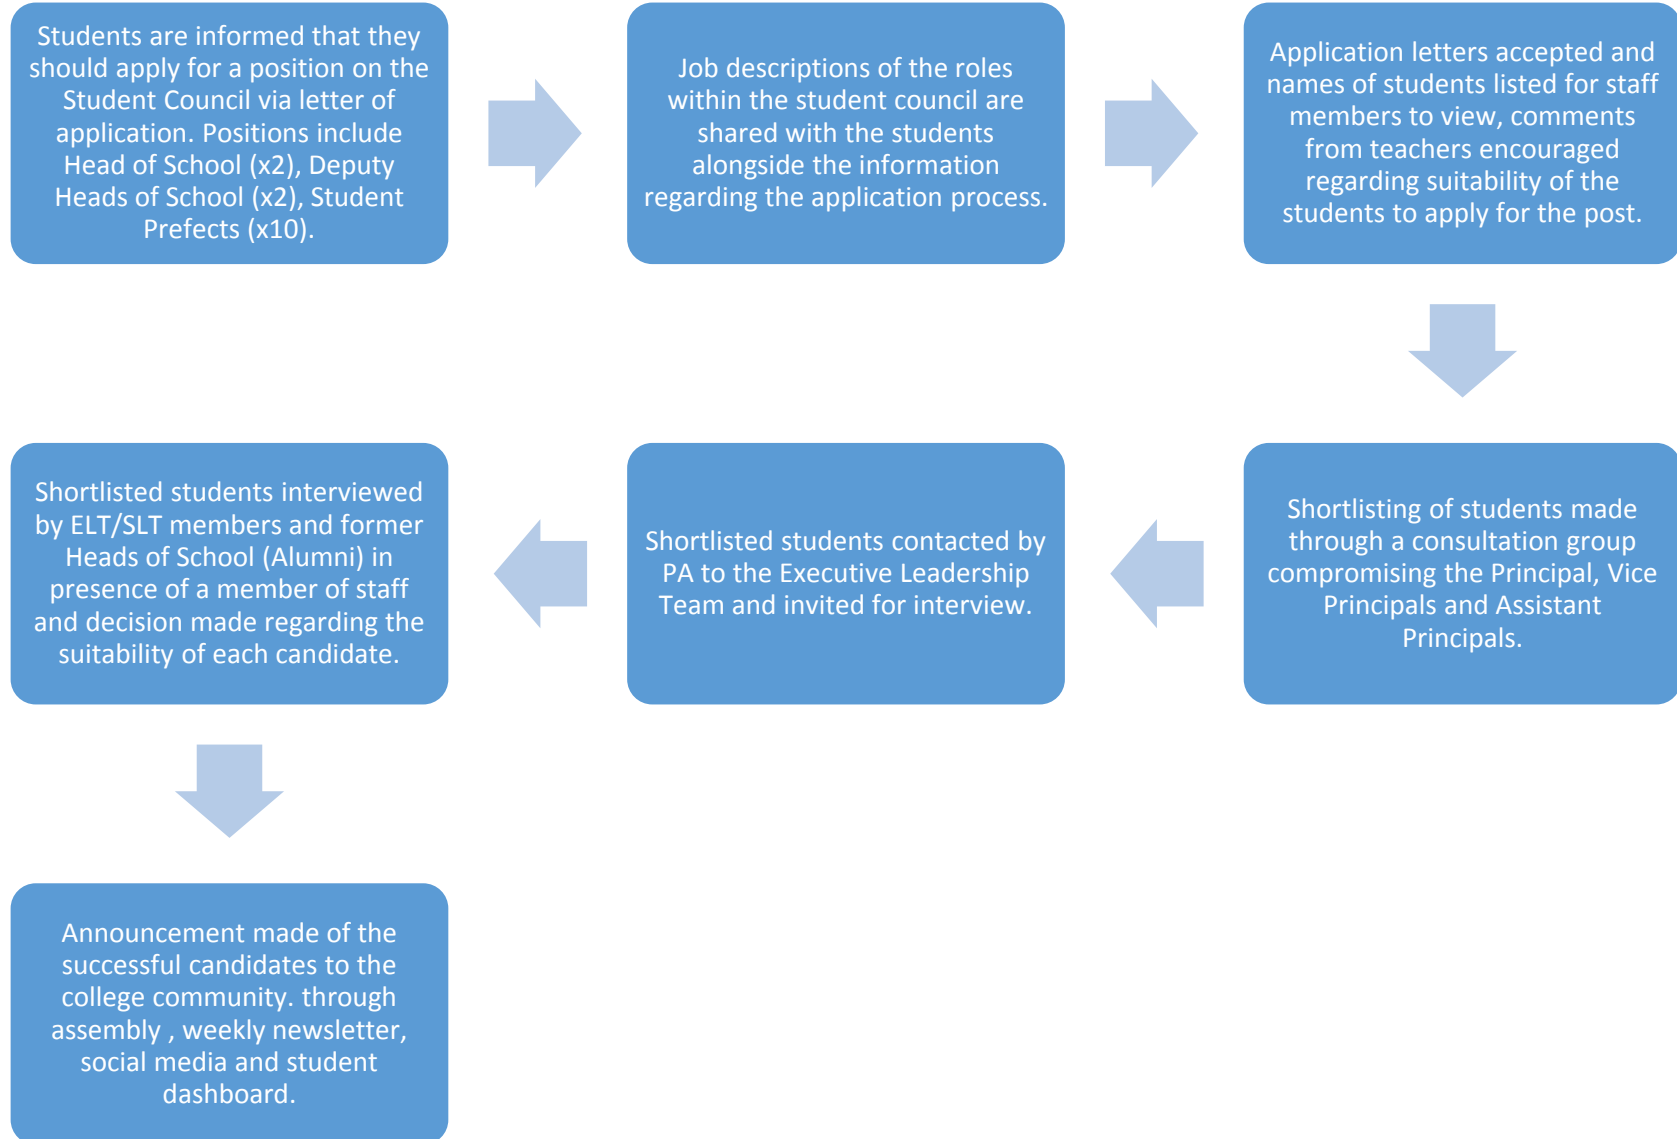 Students are informed that they
should apply for a position on the
Student Council via letter of
application. Positions include
Head of School (x2), Deputy
Heads of School (x2), Student
Prefects (x10).
Job descriptions of the roles
within the student council are
shared with the students
alongside the information
regarding the application process.
Application letters accepted and
names of students listed for staff
members to view, comments
from teachers encouraged
regarding suitability of the
students to apply for the post.
Shortlisting of students made
through a consultation group
compromising the Principal, Vice
Principals and Assistant
Principals.
Shortlisted students contacted by
PA to the Executive Leadership
Team and invited for interview.
Shortlisted students interviewed
by ELT/SLT members and former
Heads of School (Alumni) in
presence of a member of staff
and decision made regarding the
suitability of each candidate.
Announcement made of the
successful candidates to the
college community. through
assembly , weekly newsletter,
social media and student
dashboard.